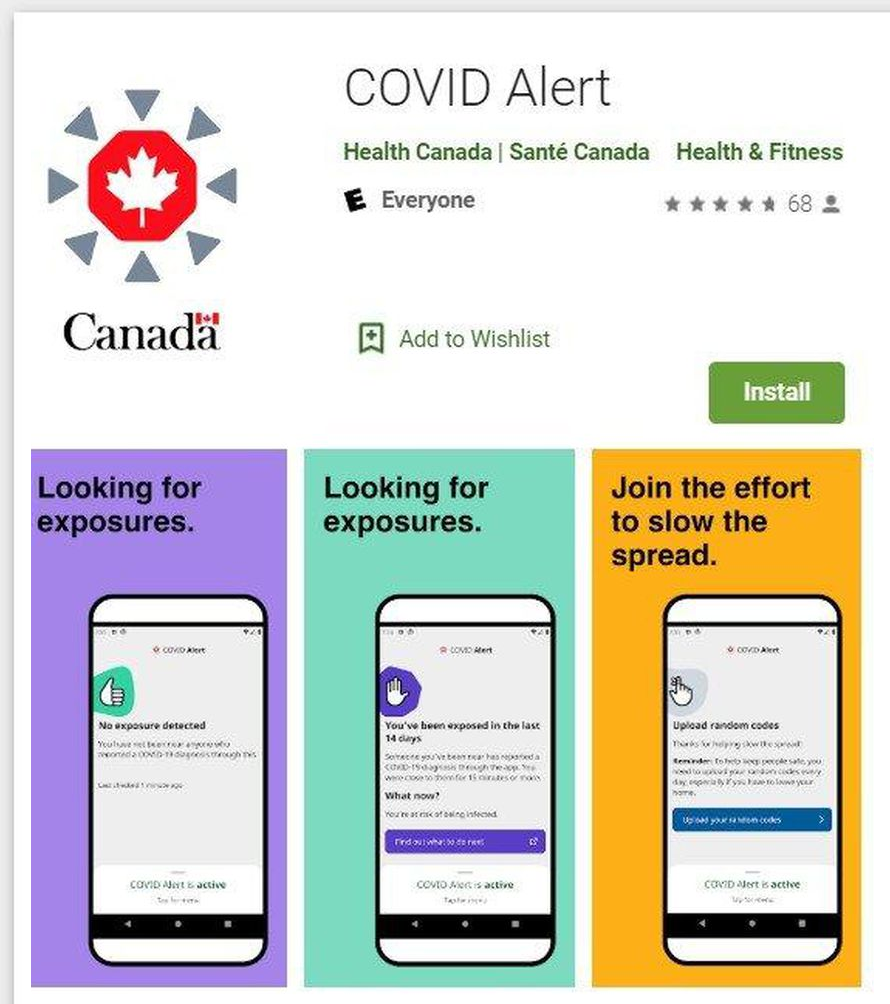 COVID Alert
Health Canada | Santé Canada Health & Fitness
E Everyone
68
Canada
Add to Wishlist
Install
Looking for
exposures.
COVID Alert
No exposure detected
You have not been near anyone who
reported a COVID-19 diagnosis through this
Last checked 1 minute ago
COVID Alert is active
Tap for menu
Looking for
exposures.
COVID Alert
You've been exposed in the last
14 days
Someone you've been near has reported a
COVID-19 diagnosis through the app. You
were close to them for 15 minutes or more.
What now?
You're at risk of being infected.
Find out what to do next
COVID Alert is active
Tap for menu
Join the effort
to slow the
spread.
COVID Alert
Upload random codes
Thanks for helping slow the spread!
Reminder: To help keep people safe, you
need to upload your random codes every
day, especially if you have to leave your
home.
Upload your random codes
COVID Alert is active
Tap for menu